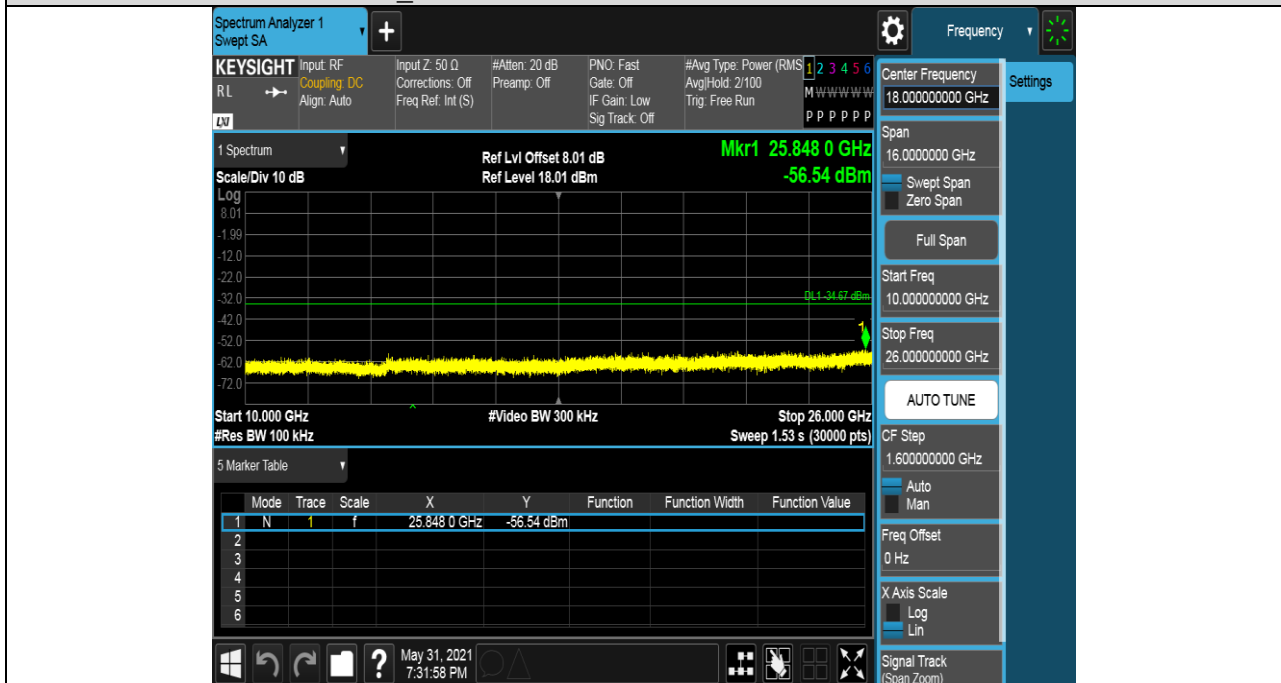 Spectrum Analyzer 1
Swept SA
+
Frequency
KEYSIGHT Input: RF Input Z: 50 Ω #Atten: 20 dB PNO: Fast #Avg Type: Power (RMS 1 2 3 4 5 6
RL Coupling: DC Corrections: Off Preamp: Off Gate: Off Avg|Hold: 2/100 M W W W W W
Align: Auto Freq Ref: Int (S) IF Gain: Low Trig: Free Run
LXI Sig Track: Off P P P P P P
Center Frequency
18.000000000 GHz
Settings
Span
16.0000000 GHz
Swept Span
Zero Span
Full Span
Start Freq
10.000000000 GHz
Stop Freq
26.000000000 GHz
AUTO TUNE
CF Step
1.600000000 GHz
Auto
Man
Freq Offset
0 Hz
X Axis Scale
Log
Lin
Signal Track
(Span Zoom)
1 Spectrum
Ref Lvl Offset 8.01 dB
Mkr1 25.848 0 GHz
Scale/Div 10 dB
Ref Level 18.01 dBm
-56.54 dBm
Log
8.01
-1.99
-12.0
-22.0
-32.0
DL1 -34.67 dBm
-42.0
1
-52.0
-62.0
-72.0
Start 10.000 GHz #Video BW 300 kHz Stop 26.000 GHz
#Res BW 100 kHz Sweep 1.53 s (30000 pts)
5 Marker Table
Mode Trace Scale X Y Function Function Width Function Value
1 N 1 f 25.848 0 GHz -56.54 dBm
2
3
4
5
6
?
May 31, 2021
7:31:58 PM